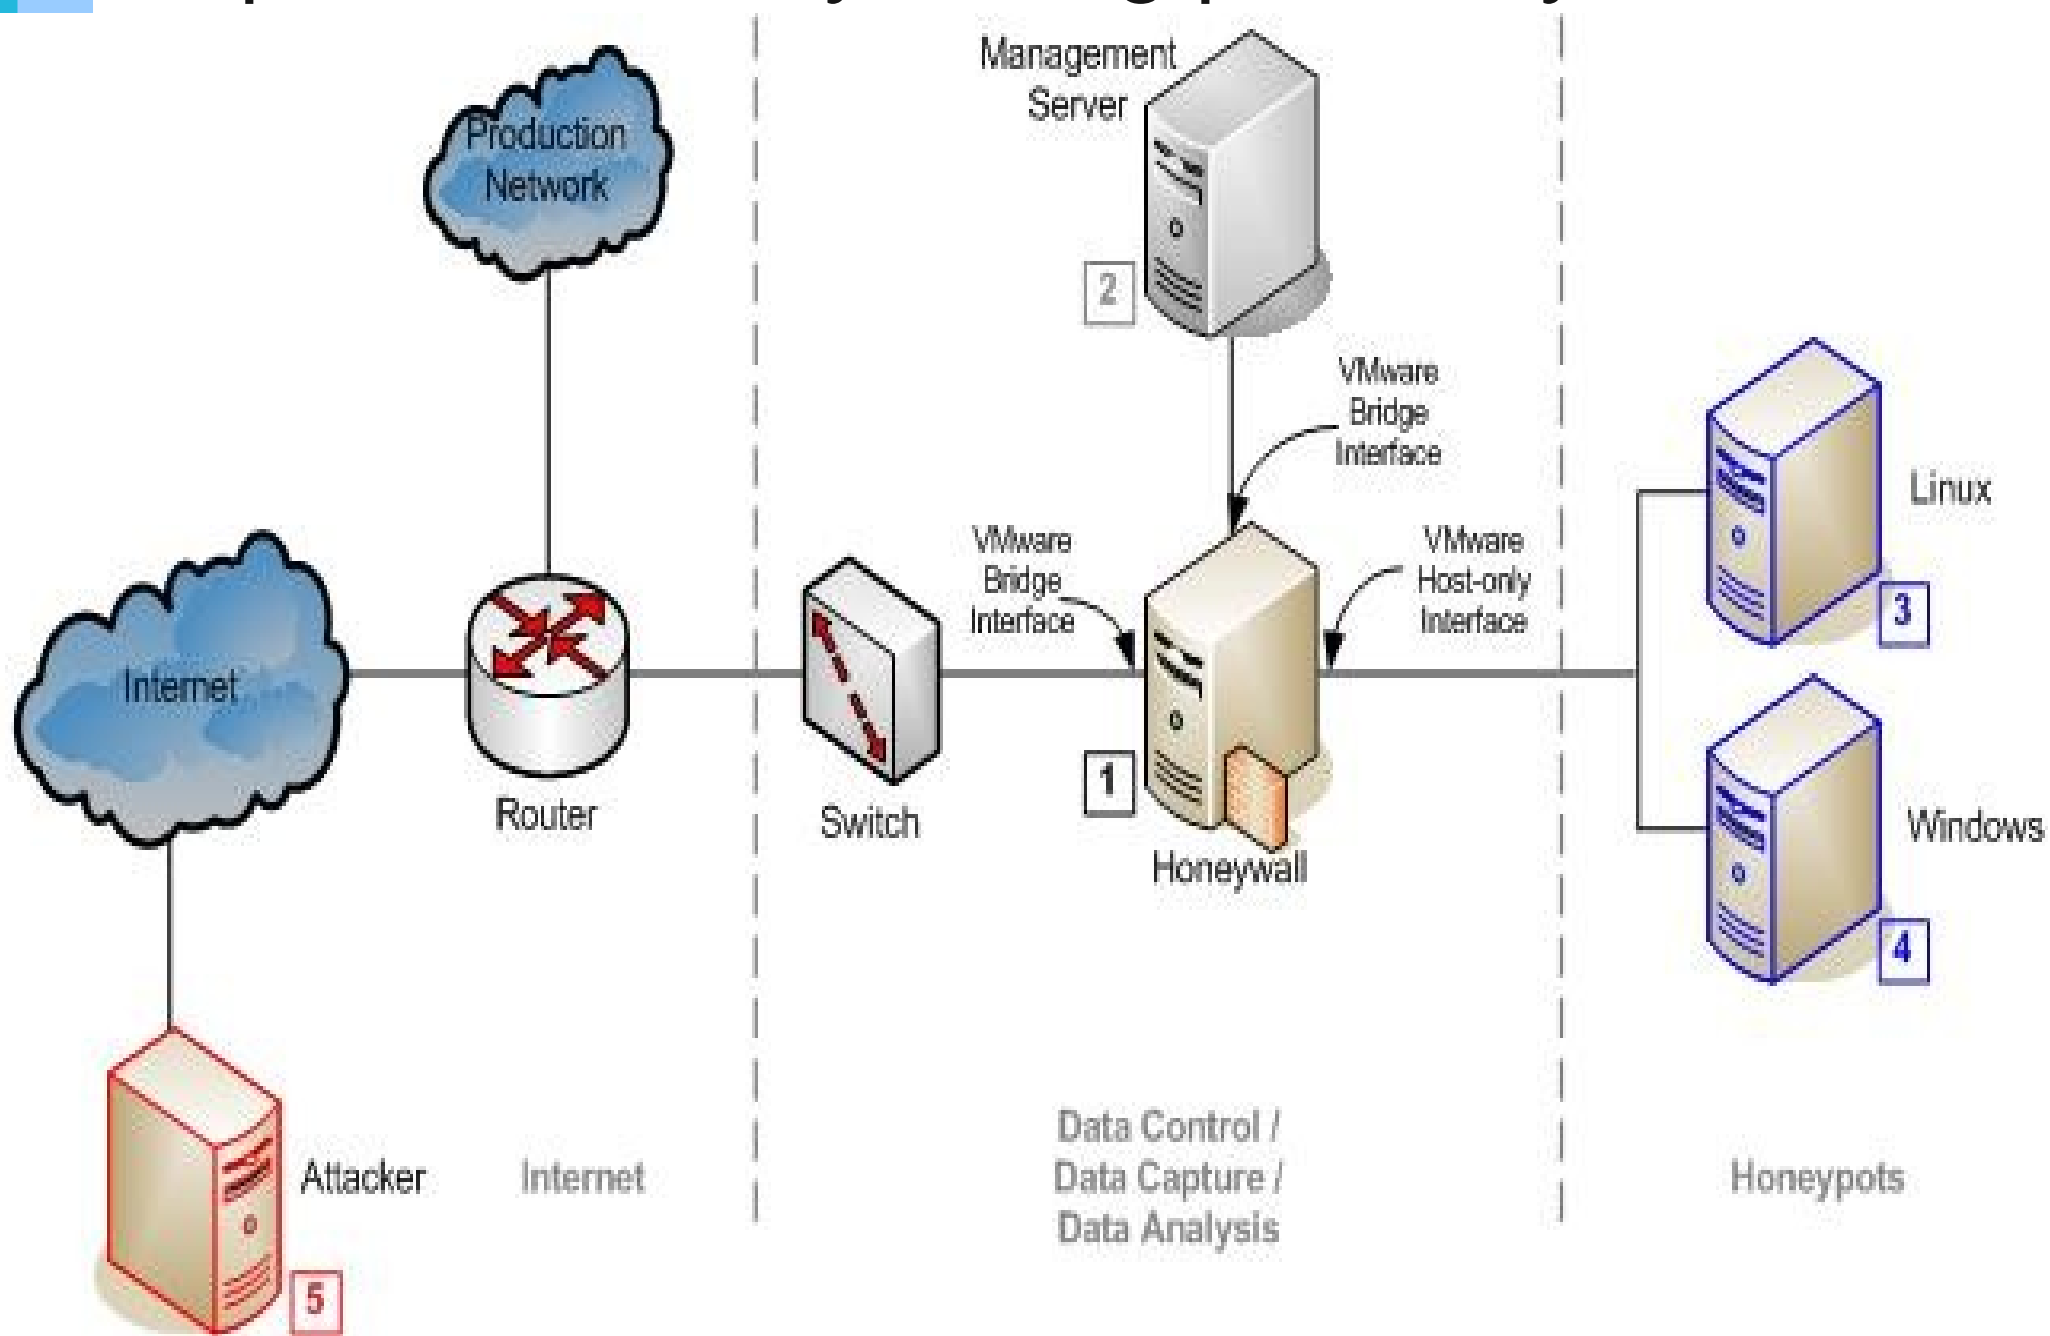 Management
Server
Production
Network
2
VMware
Bridge
Interface
Linux
3
VMware
Bridge
Interface
VMware
Host-only
Interface
Internet
Router
Switch
1
Honeywall
Windows
4
Attacker
5
Internet
Data Control /
Data Capture /
Data Analysis
Honeypots